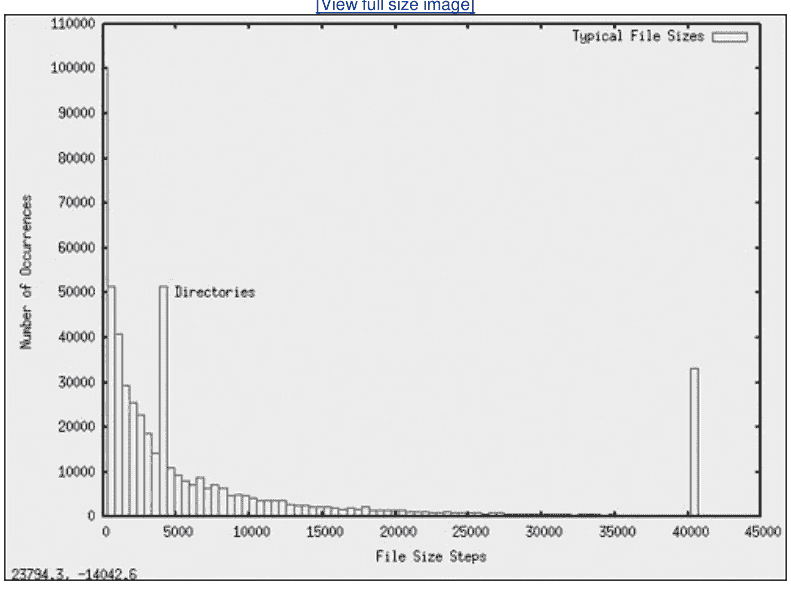 [View full size image]
110000
Typical File Sizes
100000
90000
80000
70000
60000
50000
Directories
40000
30000
20000
10000
0
Number of Occurrences
0 5000 10000 15000 20000 25000 30000 35000 40000 45000
File Size Steps
23794.3, -14042.6